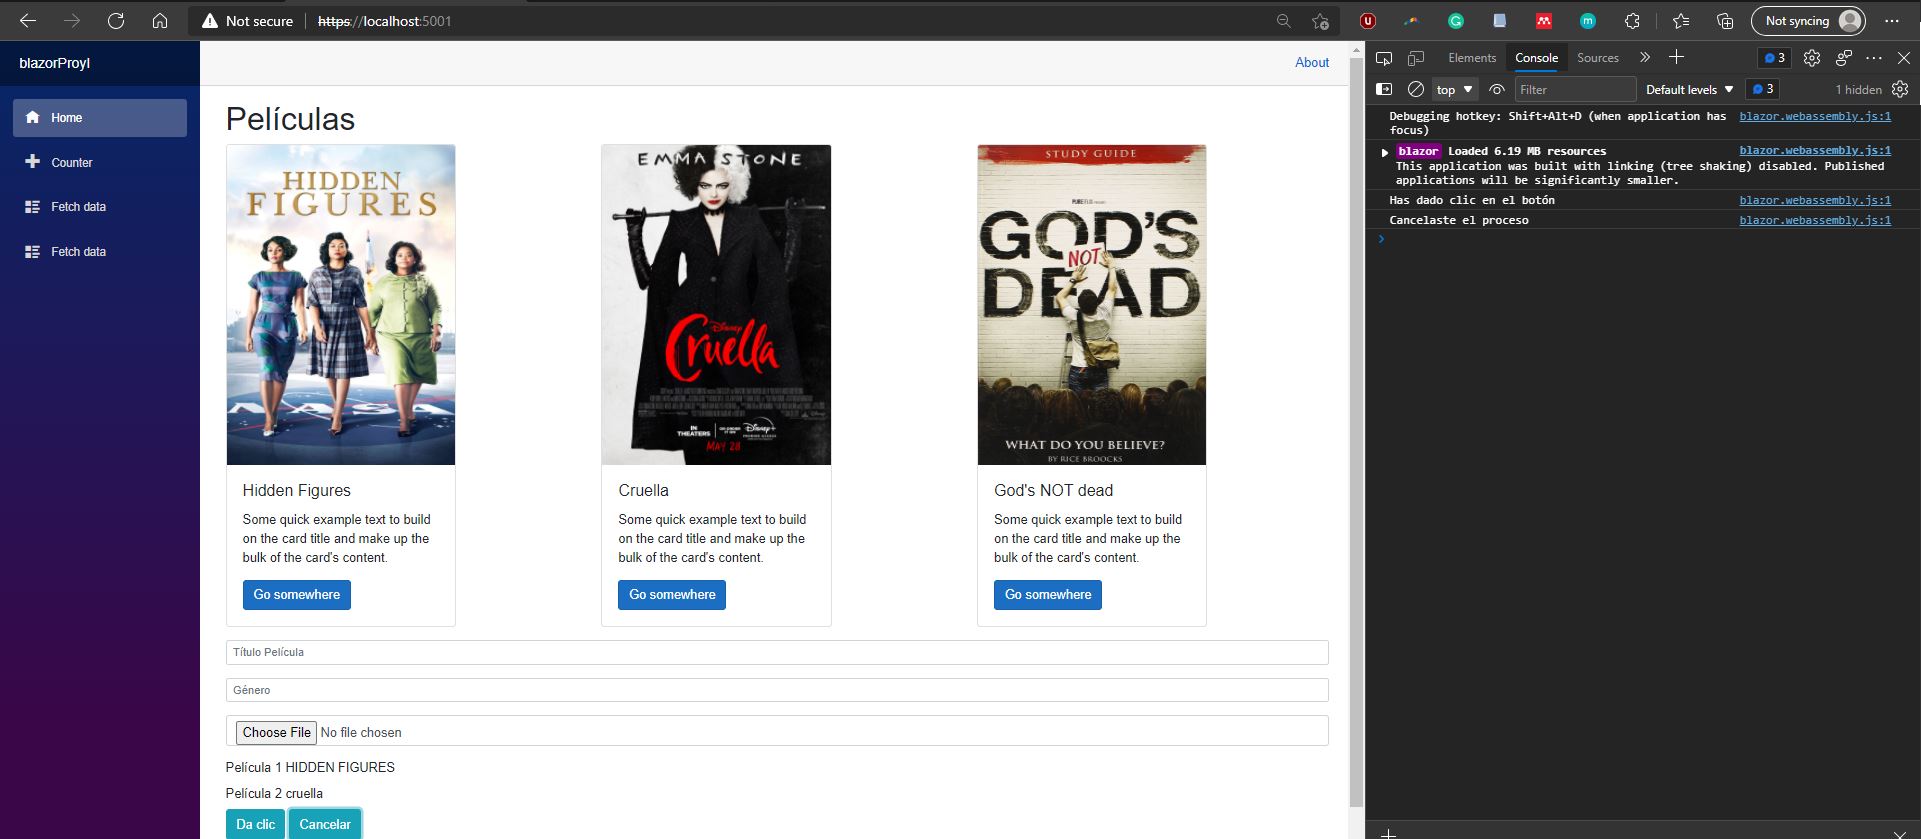 Not secure
https://localhost:5001
Not syncing
blazorProyI
Home
Counter
Fetch data
Fetch data
About
Películas
HIDDEN
FIGURES
Hidden Figures
Some quick example text to build
on the card title and make up the
bulk of the card's content.
Go somewhere
EMMA STONE
Disney
Cruella
IN
THEATERS
Disney+
MAY 28
Cruella
Some quick example text to build
on the card title and make up the
bulk of the card's content.
Go somewhere
STUDY GUIDE
GOD'S
NOT
DEAD
WHAT DO YOU BELIEVE?
BY RICE BROOCKS
God's NOT dead
Some quick example text to build
on the card title and make up the
bulk of the card's content.
Go somewhere
Título Película
Género
Choose File No file chosen
Película 1 HIDDEN FIGURES
Película 2 cruella
Da clic
Cancelar
Elements
Console
Sources
3
top
Filter
Default levels
3
1 hidden
Debugging hotkey: Shift+Alt+D (when application has
focus)
blazor.webassembly.js:1
blazor Loaded 6.19 MB resources
blazor.webassembly.js:1
This application was built with linking (tree shaking) disabled. Published
applications will be significantly smaller.
Has dado clic en el botón
blazor.webassembly.js:1
Cancelaste el proceso
blazor.webassembly.js:1